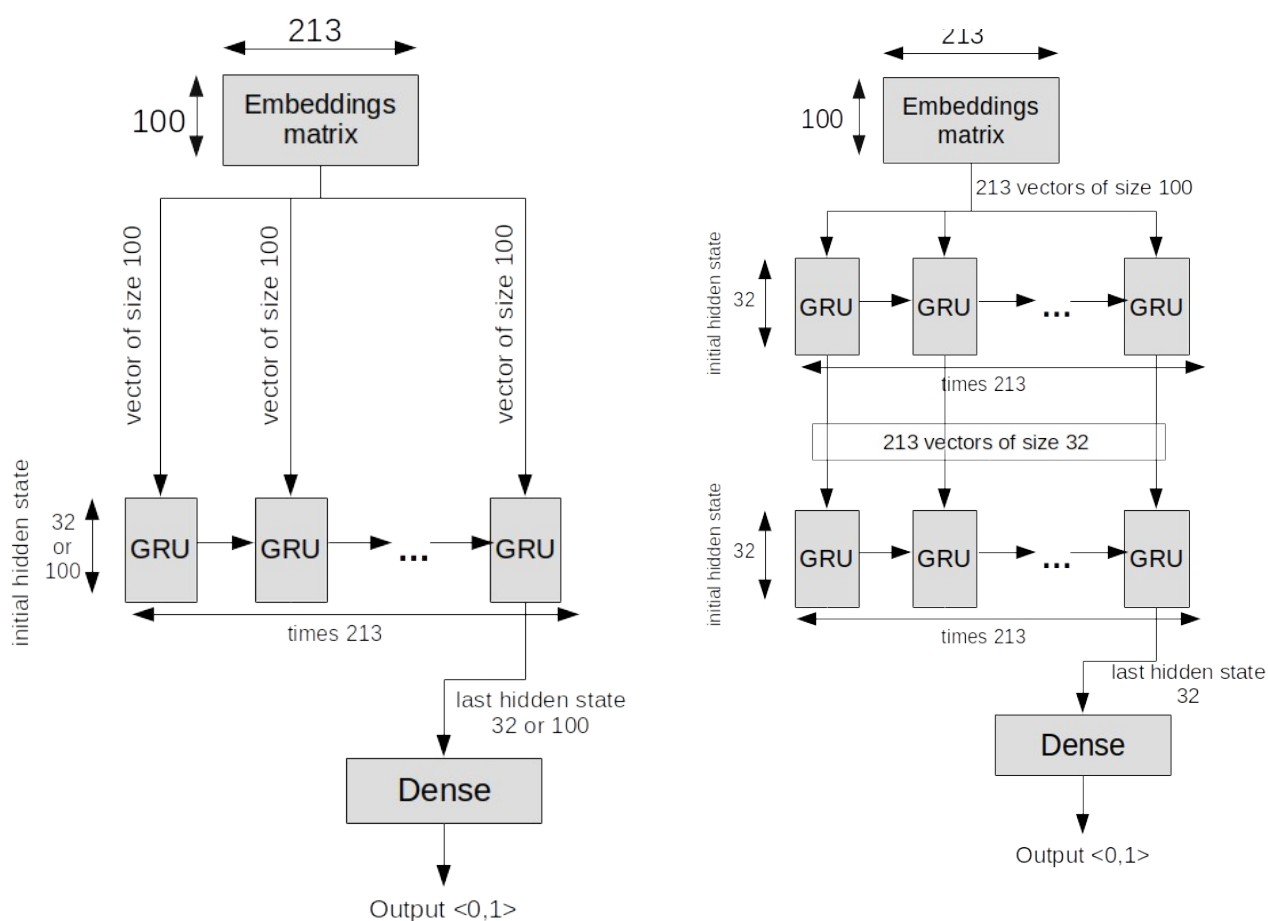 213
100
Embeddings
matrix
vector of size 100
vector of size 100
vector of size 100
initial hidden state
32
or
100
GRU
GRU
...
GRU
times 213
last hidden state
32 or 100
Dense
Output <0,1>
213
100
Embeddings
matrix
213 vectors of size 100
initial hidden state
32
GRU
GRU
...
GRU
times 213
213 vectors of size 32
initial hidden state
32
GRU
GRU
...
GRU
times 213
last hidden state
32
Dense
Output <0,1>